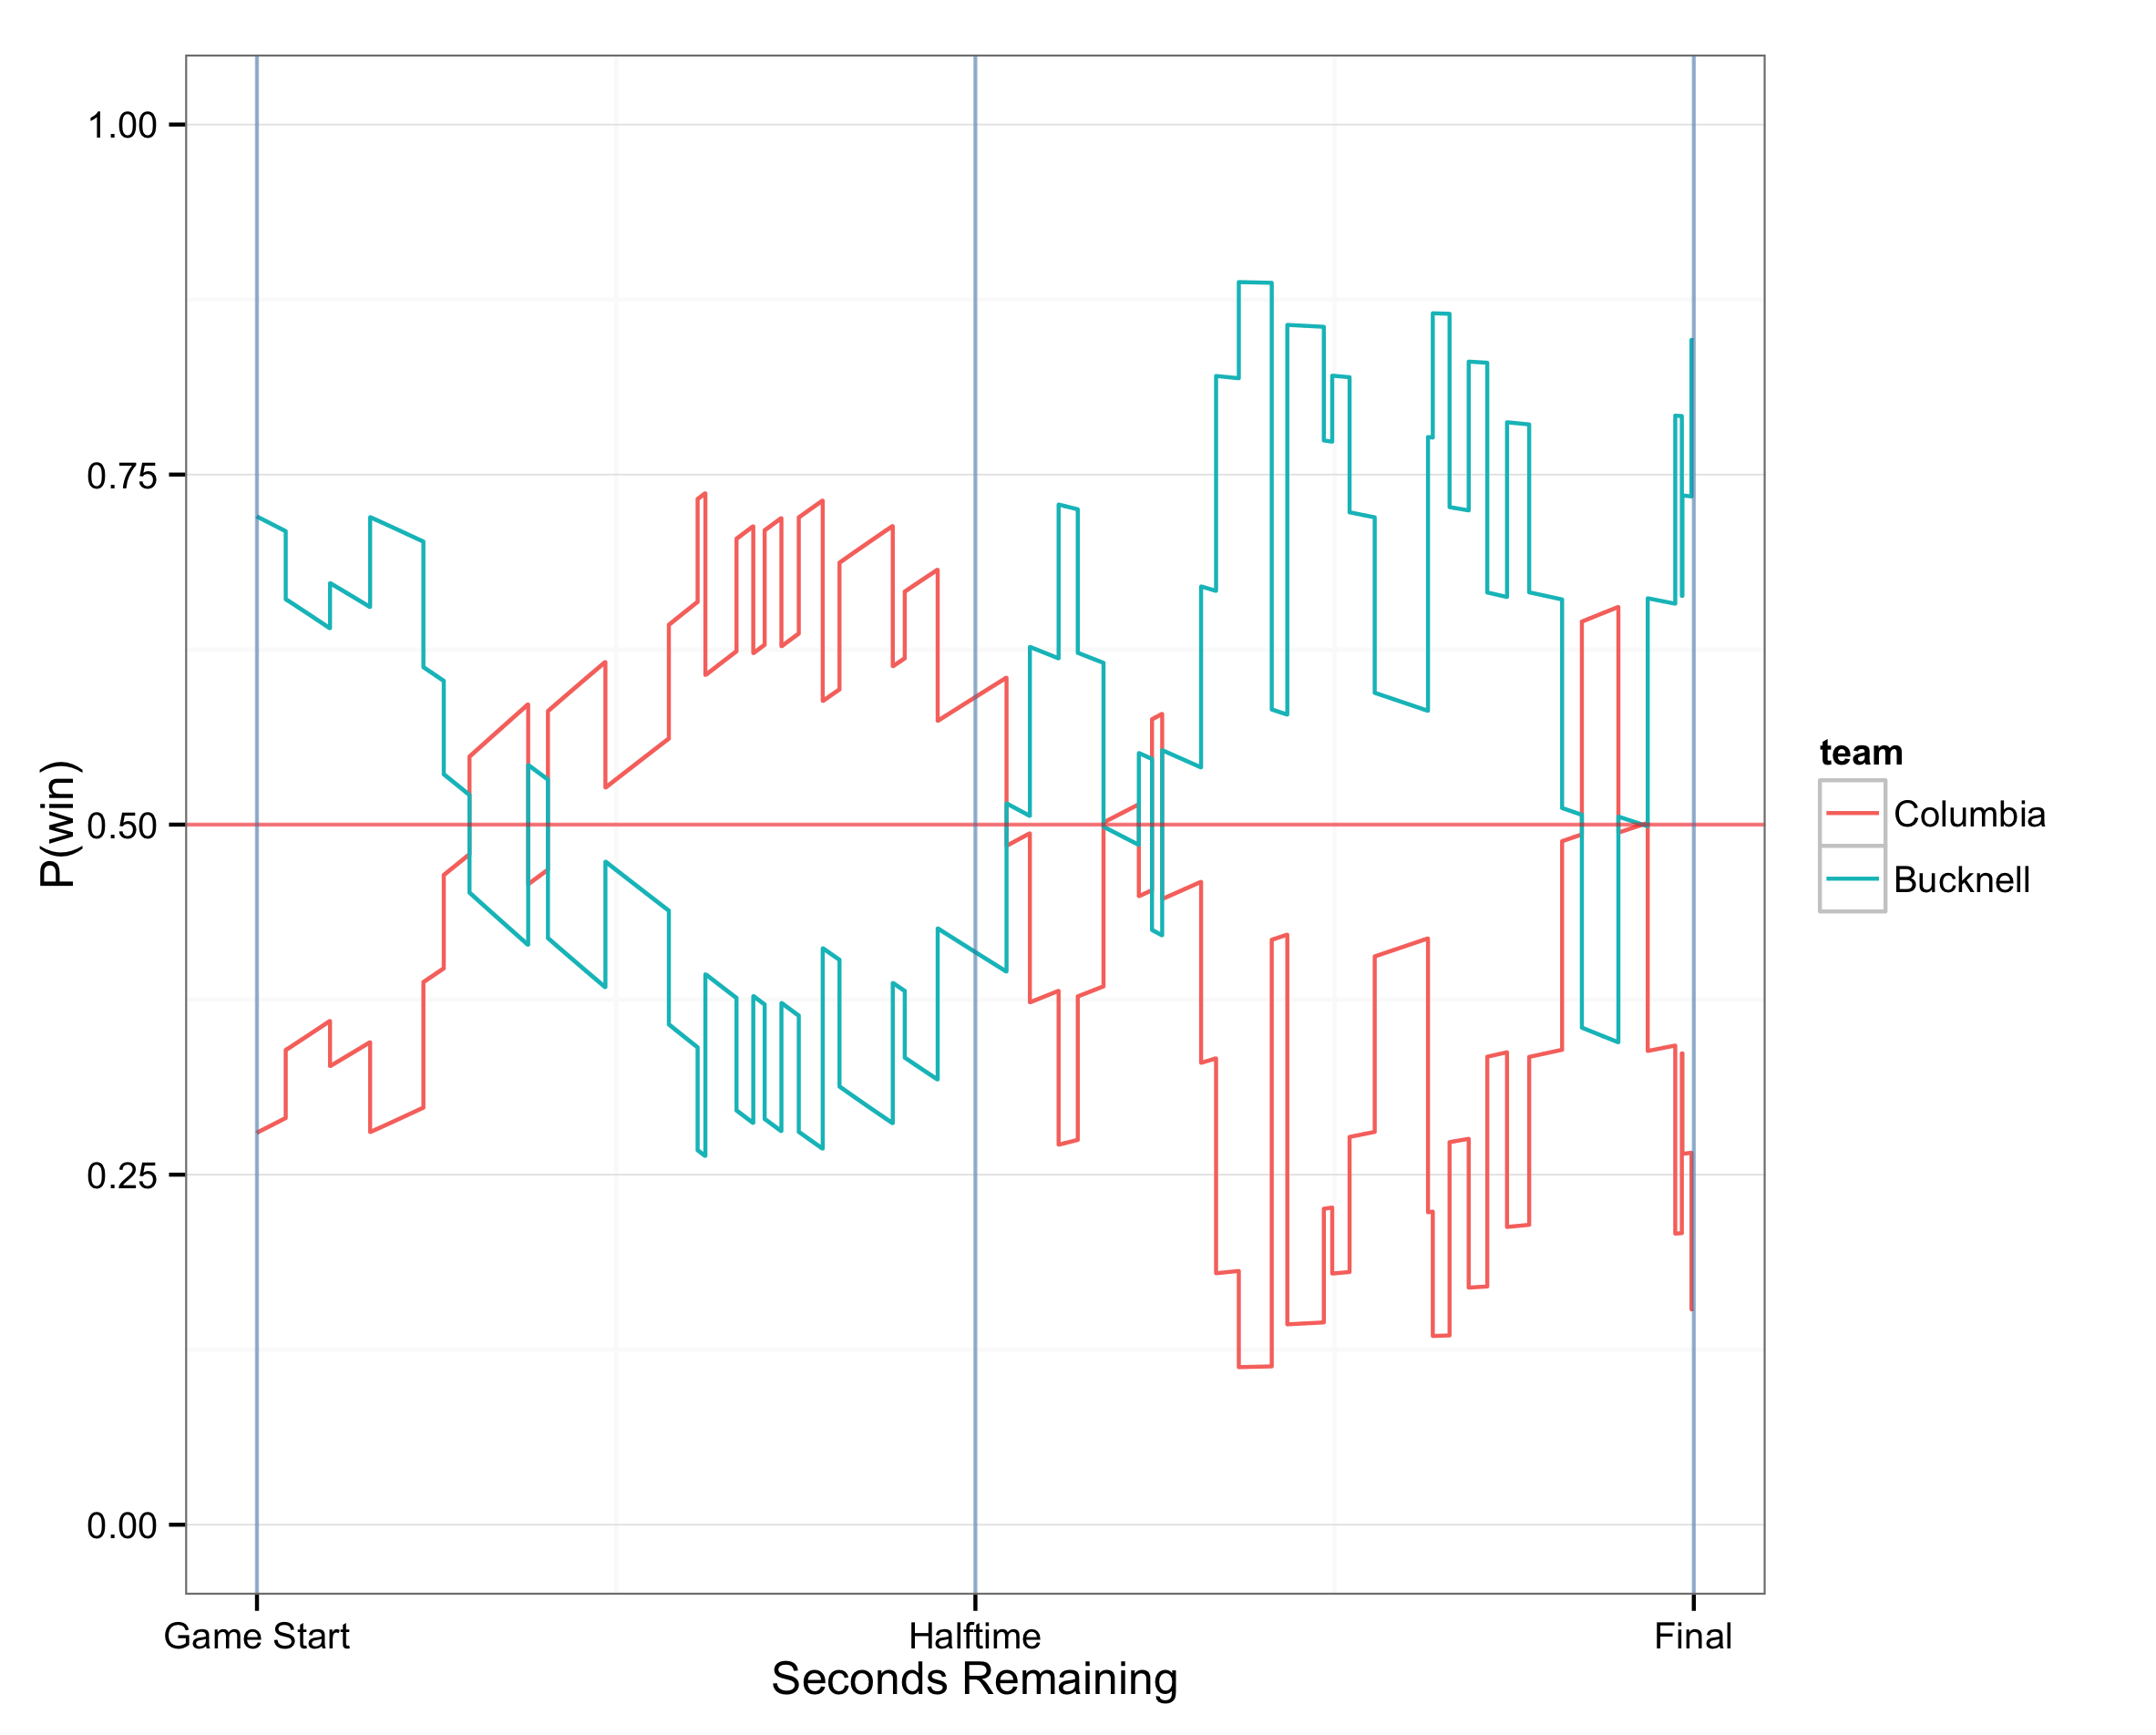 1.00
0.75
0.50
0.25
0.00
P(win)
Game Start
Halftime
Final
Seconds Remaining
team
Columbia
Bucknell